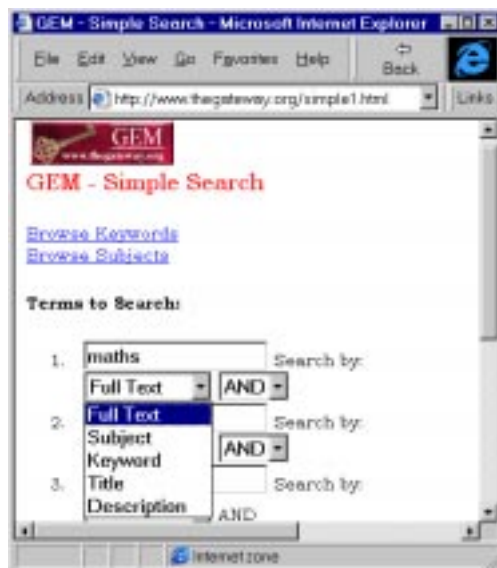 GEM - Simple Search - Microsoft Internet Explorer
File Edit View Go Favorites Help Back
Address http://www.thegateway.org/simple1.html Links
GEM
www.thegateway.org
GEM - Simple Search
Browse Keywords
Browse Subjects
Terms to Search:
1. maths Search by:
Full Text AND
2. Search by:
Full Text
Subject AND
Keyword
3. Search by:
Title
Description AND
Internet zone